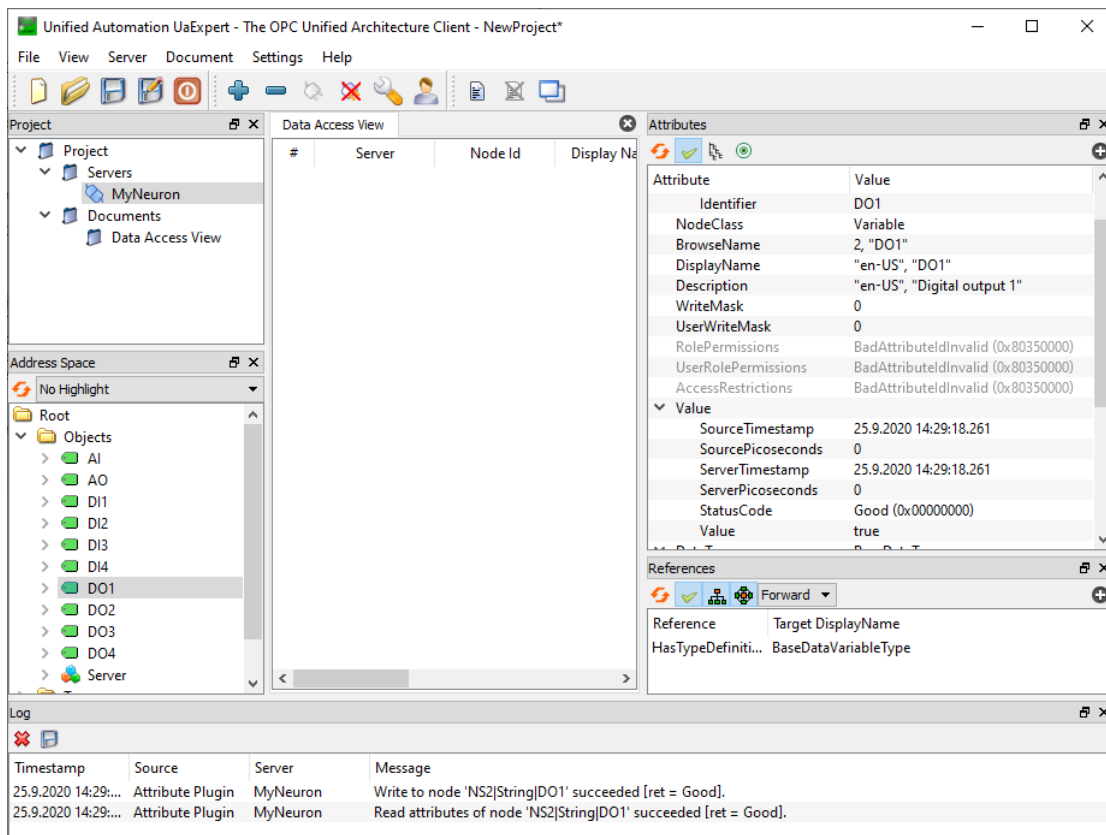 Unified Automation UaExpert - The OPC Unified Architecture Client - NewProject*
File View Server Document Settings Help
Project
Project
Servers
MyNeuron
Documents
Data Access View
Address Space
No Highlight
Root
Objects
AI
AO
DI1
DI2
DI3
DI4
DO1
DO2
DO3
DO4
Server
Data Access View
# Server Node Id Display Na
Attributes
Attribute Value
Identifier DO1
NodeClass Variable
BrowseName 2, "DO1"
DisplayName "en-US", "DO1"
Description "en-US", "Digital output 1"
WriteMask 0
UserWriteMask 0
RolePermissions BadAttributeIdInvalid (0x80350000)
UserRolePermissions BadAttributeIdInvalid (0x80350000)
AccessRestrictions BadAttributeIdInvalid (0x80350000)
Value
SourceTimestamp 25.9.2020 14:29:18.261
SourcePicoseconds 0
ServerTimestamp 25.9.2020 14:29:18.261
ServerPicoseconds 0
StatusCode Good (0x00000000)
Value true
References
Forward
Reference Target DisplayName
HasTypeDefiniti... BaseDataVariableType
Log
Timestamp Source Server Message
25.9.2020 14:29:... Attribute Plugin MyNeuron Write to node 'NS2|String|DO1' succeeded [ret = Good].
25.9.2020 14:29:... Attribute Plugin MyNeuron Read attributes of node 'NS2|String|DO1' succeeded [ret = Good].